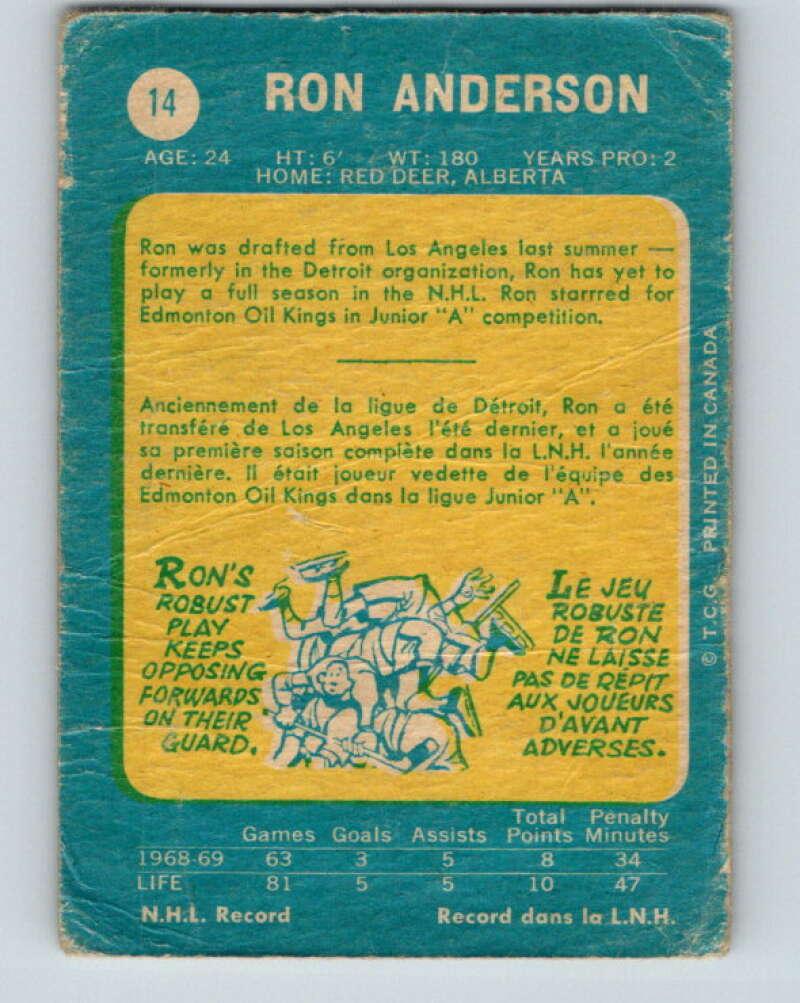 14
RON ANDERSON
AGE: 24 HT: 6' WT: 180 YEARS PRO: 2
HOME: RED DEER, ALBERTA
Ron was drafted from Los Angeles last summer —
formerly in the Detroit organization, Ron has yet to
play a full season in the N.H.L. Ron starrred for
Edmonton Oil Kings in Junior "A" competition.
Anciennement de la ligue de Détroit, Ron a été
transféré de Los Angeles l'été dernier, et a joué
sa première saison complète dans la L.N.H. l'année
dernière. Il était joueur vedette de l'équipe des
Edmonton Oil Kings dans la ligue Junior "A".
RON'S
ROBUST
PLAY
KEEPS
OPPOSING
FORWARDS
ON THEIR
GUARD.
LE JEU
ROBUSTE
DE RON
NE LAISSE
PAS DE RÉPIT
AUX JOUEURS
D'AVANT
ADVERSES.
© T.C.G. PRINTED IN CANADA
Total Penalty
Games Goals Assists Points Minutes
1968-69 63 3 5 8 34
LIFE 81 5 5 10 47
N.H.L. Record Record dans la L.N.H.